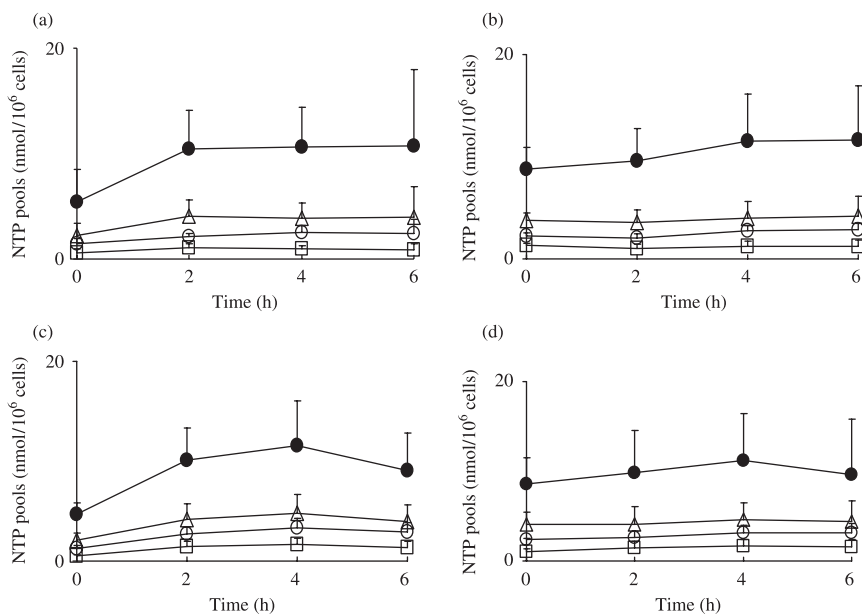 (a)
20
NTP pools (nmol/10⁶ cells)
0
0 2 4 6
Time (h)
(b)
20
NTP pools (nmol/10⁶ cells)
0
0 2 4 6
Time (h)
(c)
20
NTP pools (nmol/10⁶ cells)
0
0 2 4 6
Time (h)
(d)
20
NTP pools (nmol/10⁶ cells)
0
0 2 4 6
Time (h)